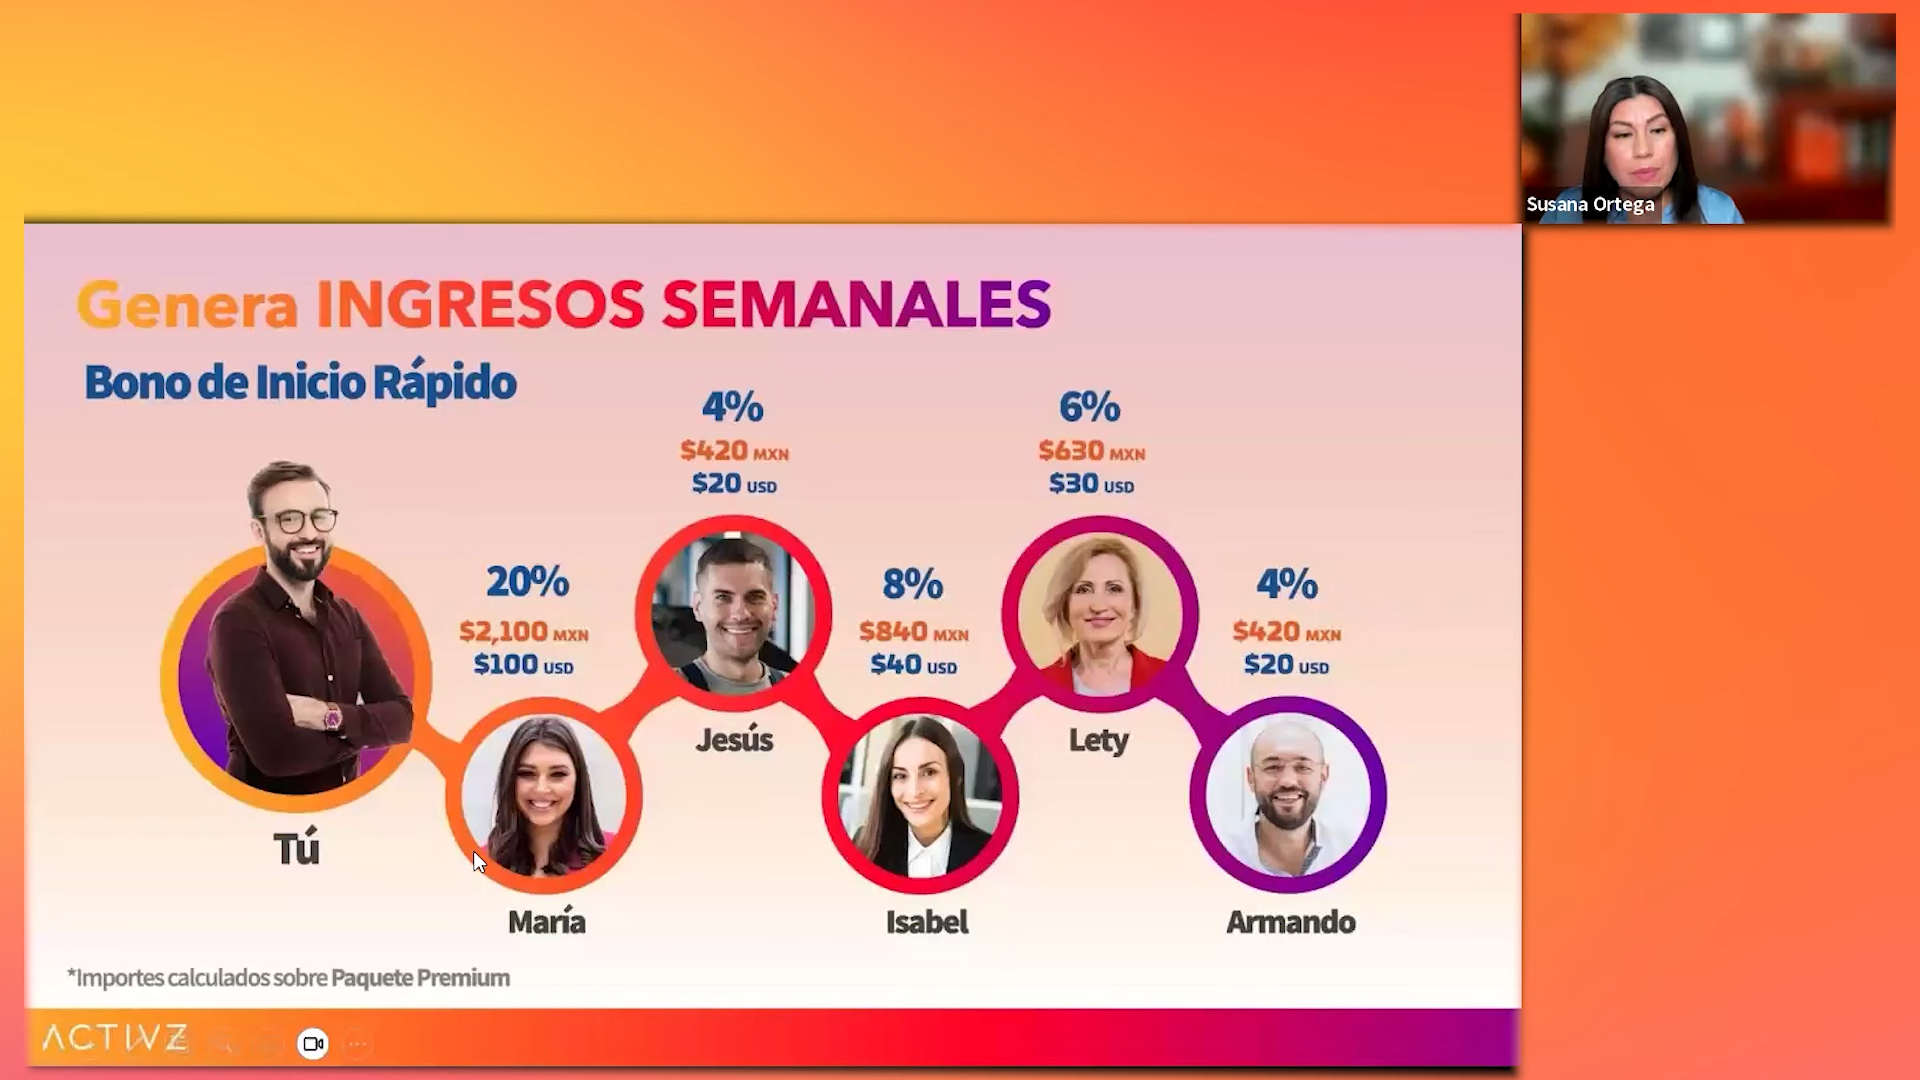 Susana Ortega
Genera INGRESOS SEMANALES
Bono de Inicio Rápido
4%
$420 MXN
$20 USD
6%
$630 MXN
$30 USD
20%
$2,100 MXN
$100 USD
8%
$840 MXN
$40 USD
4%
$420 MXN
$20 USD
Jesús
Lety
Tú
María
Isabel
Armando
*Importes calculados sobre Paquete Premium
ACTIVZ